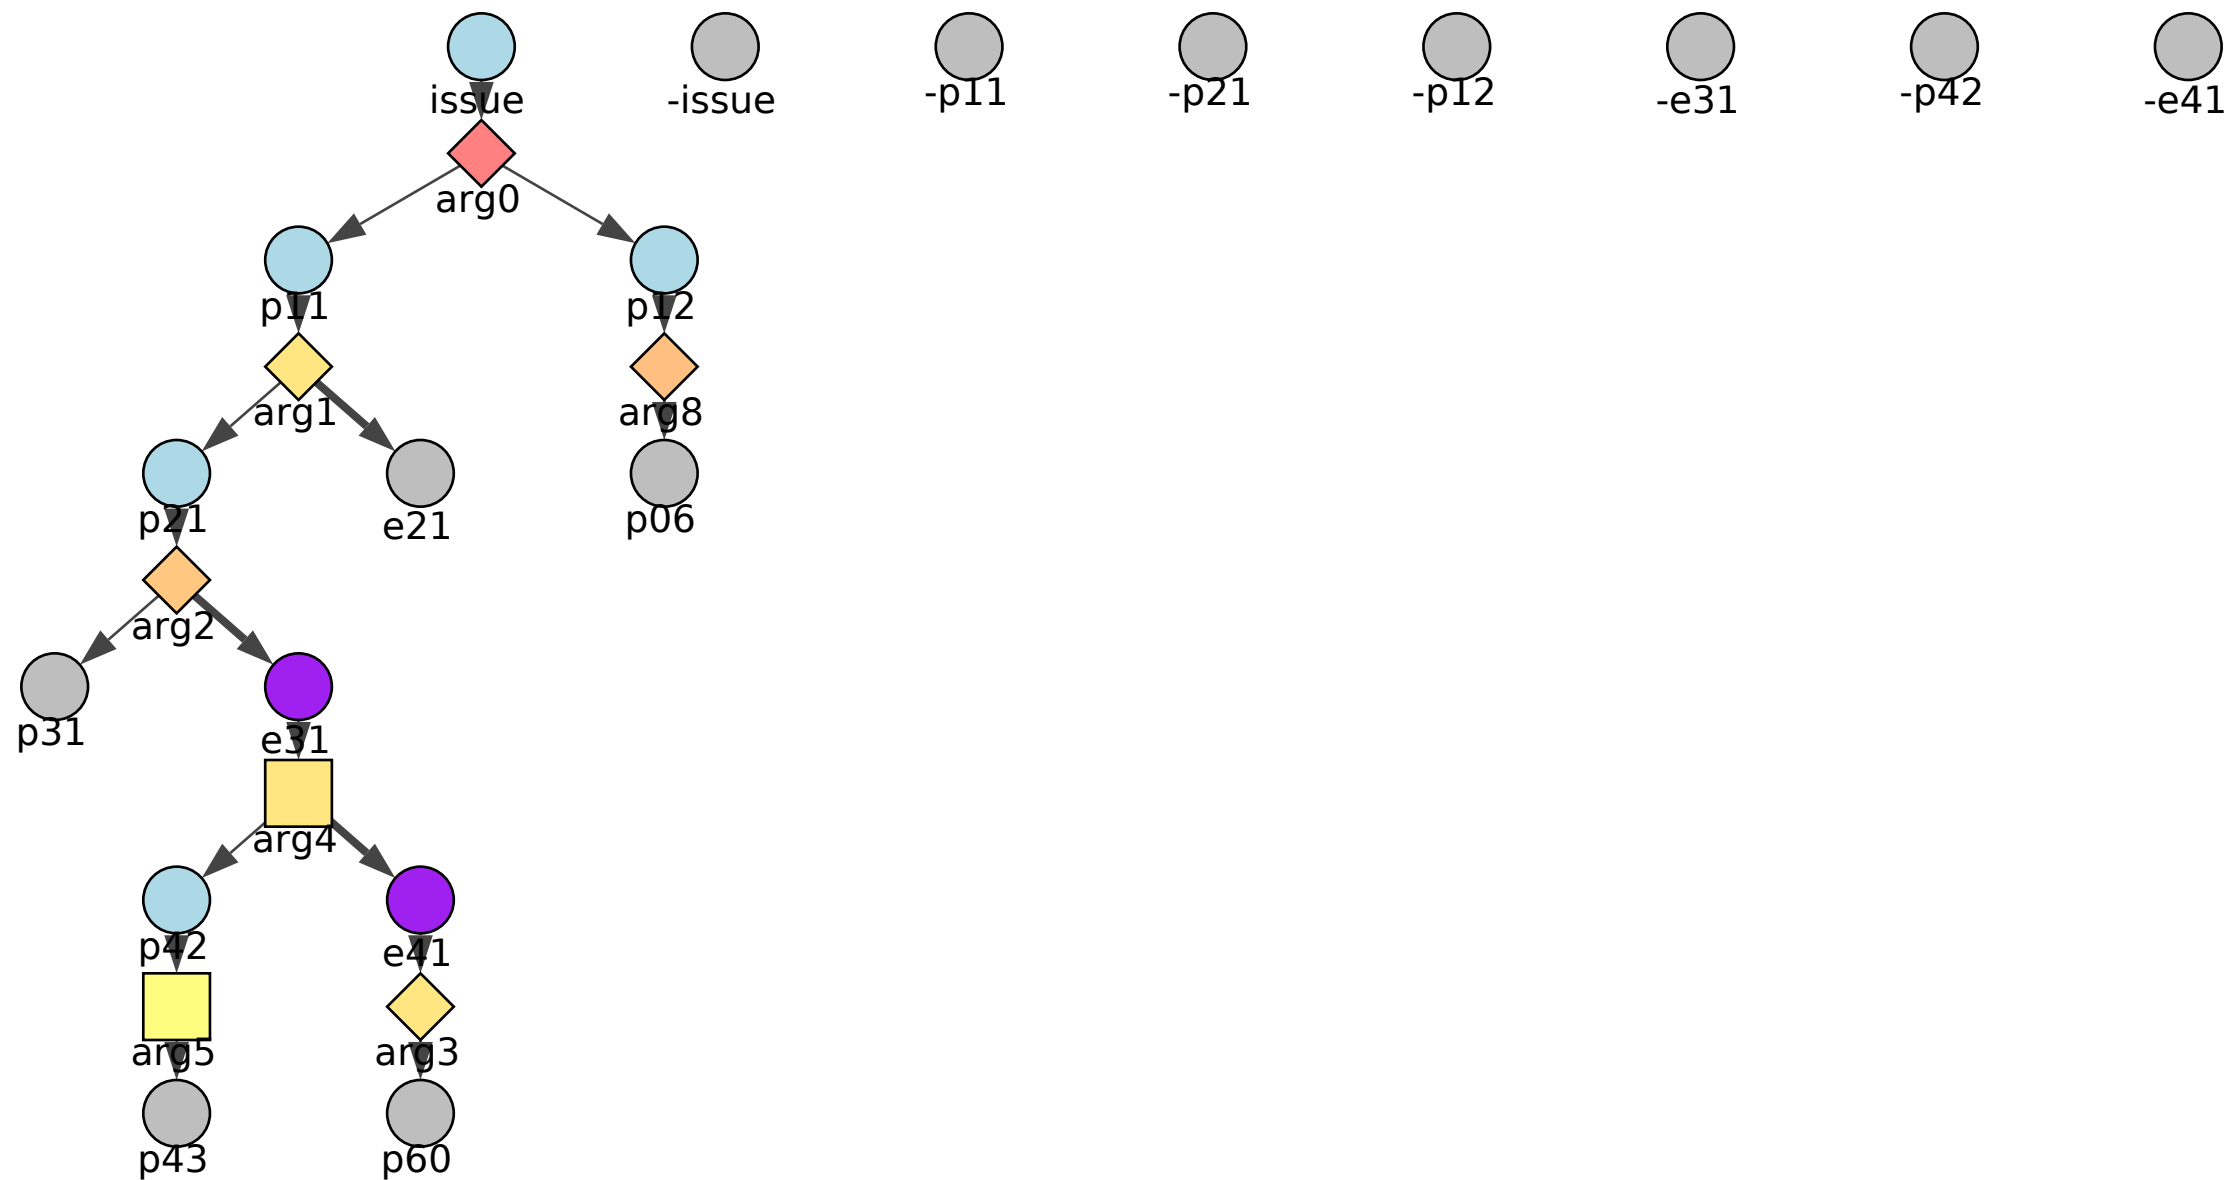 issue
-issue
-p11
-p21
-p12
-e31
-p42
-e41
arg0
p11
p12
arg1
arg8
p21
e21
p06
arg2
p31
e31
arg4
p42
e41
arg5
arg3
p43
p60